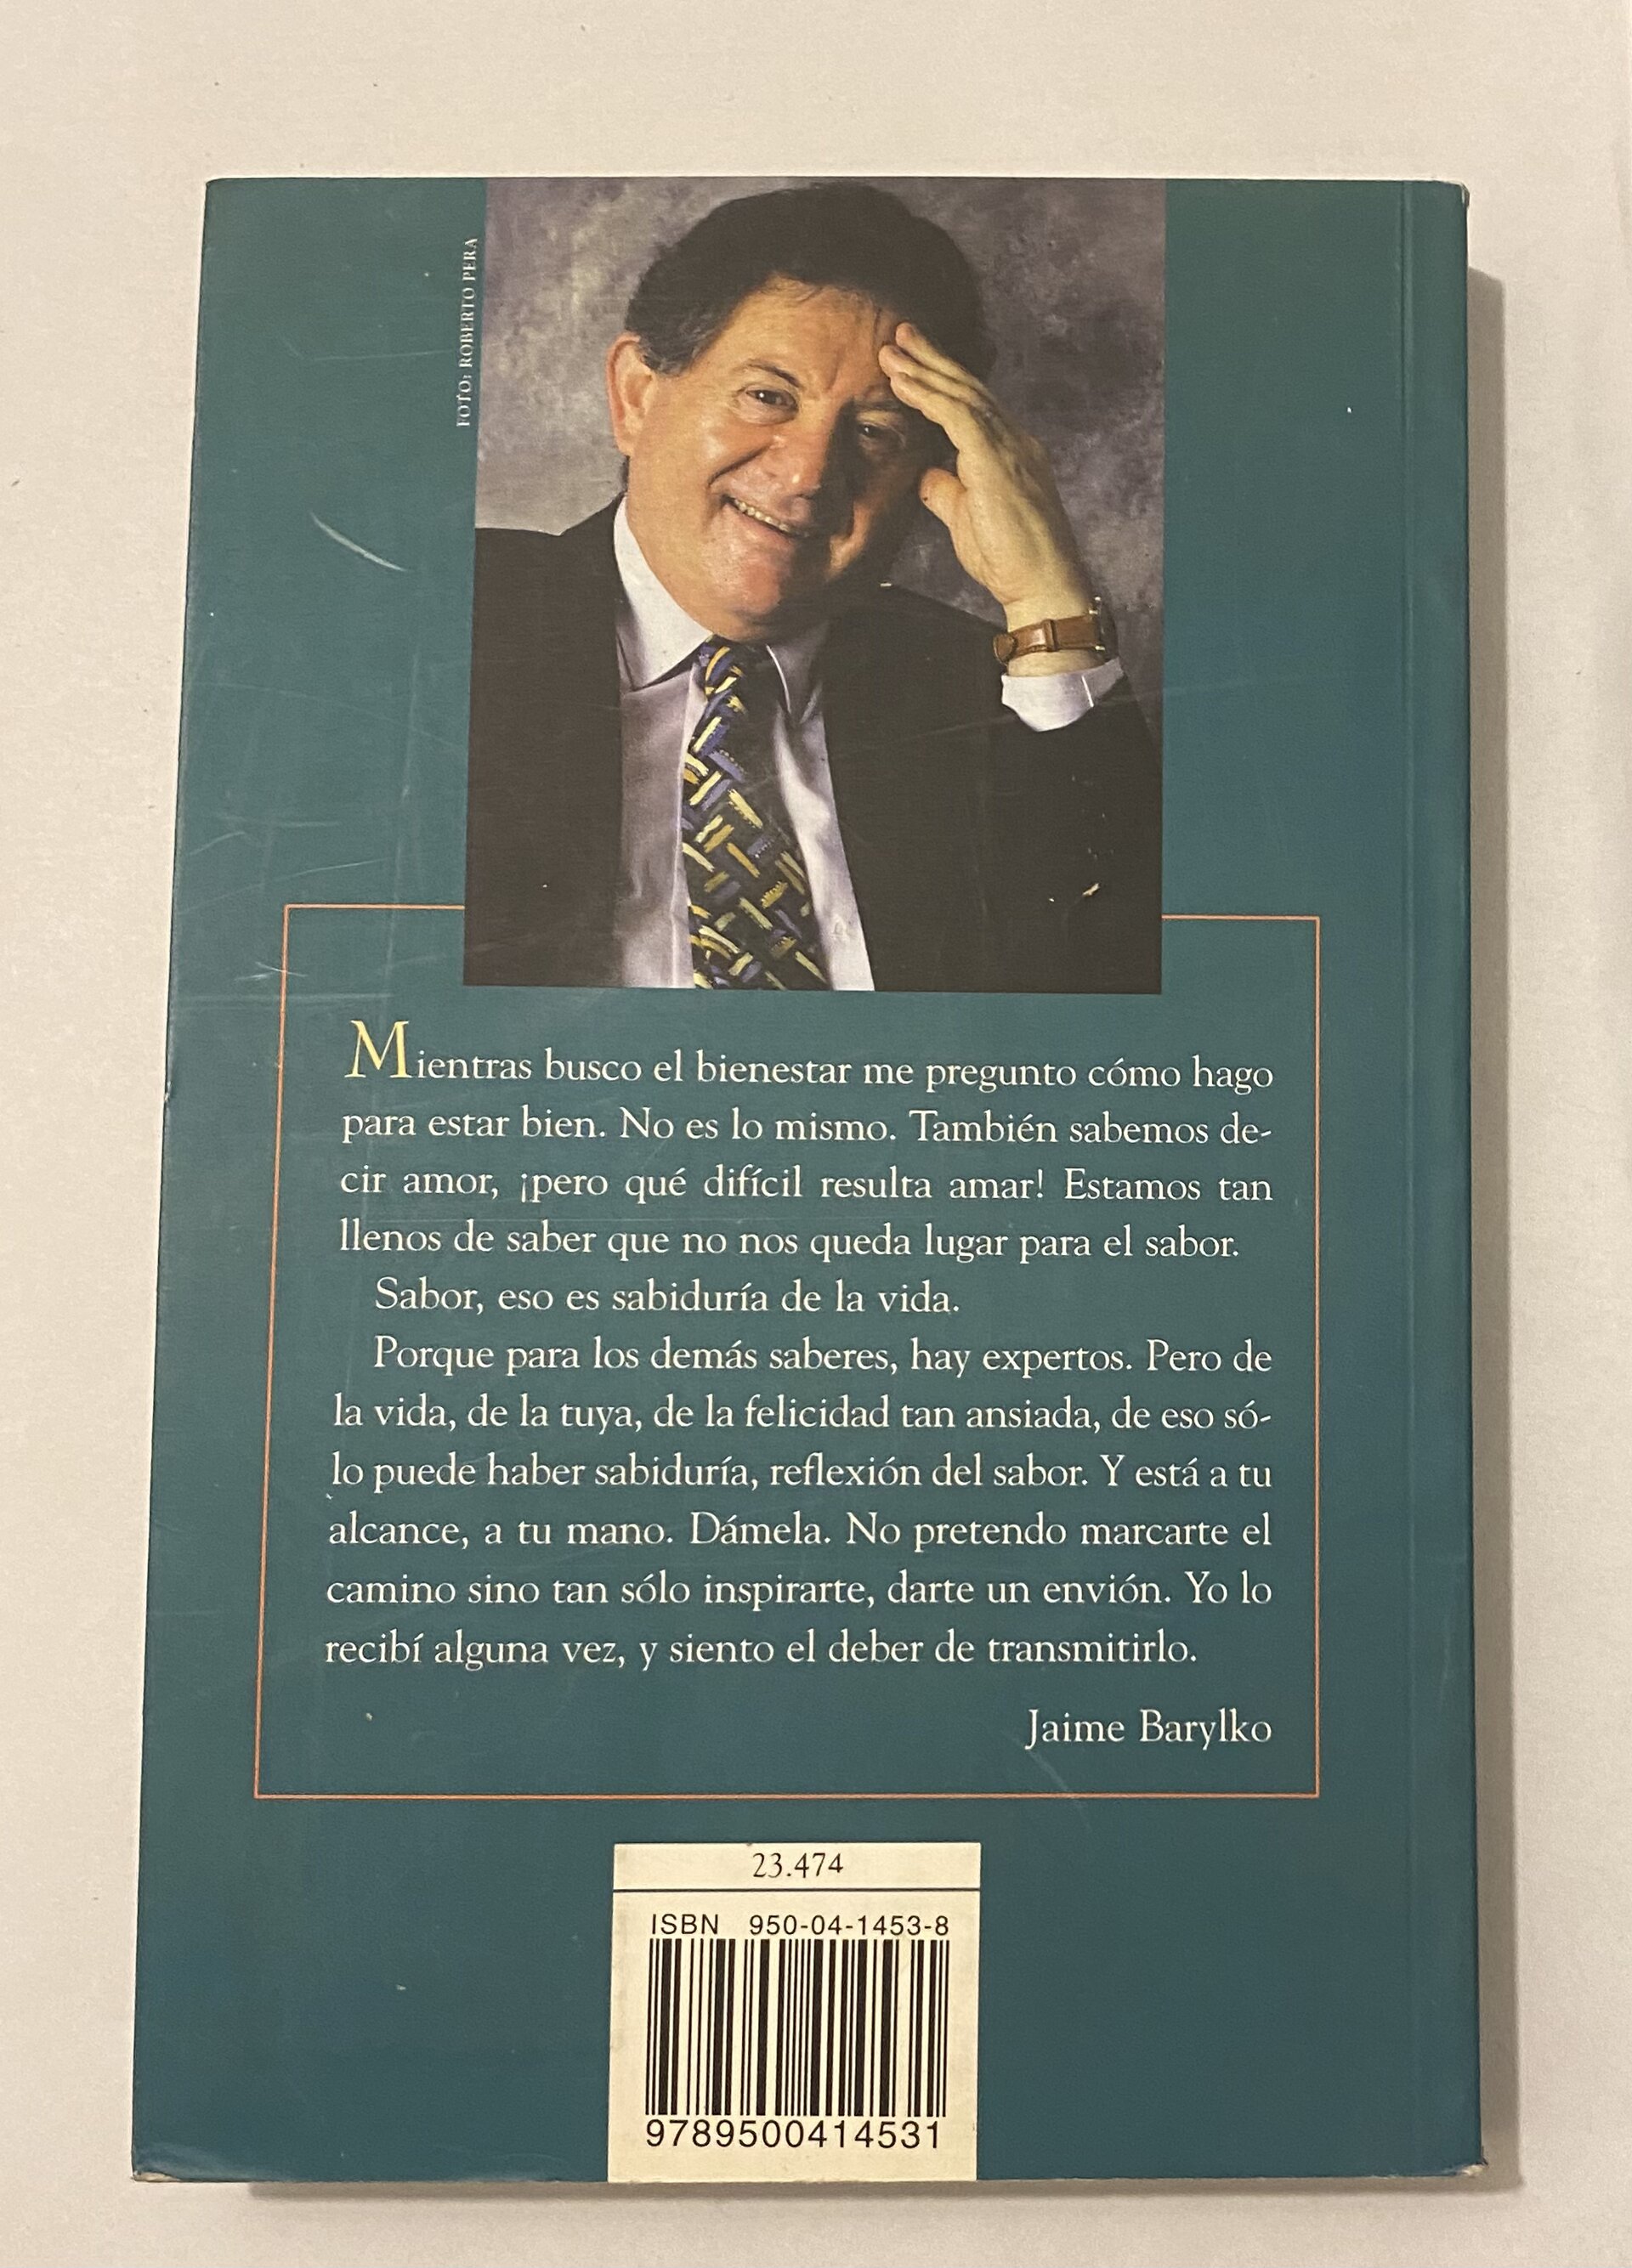 FOTO: ROBERTO PERA
Mientras busco el bienestar me pregunto cómo hago
para estar bien. No es lo mismo. También sabemos de-
cir amor, ¡pero qué difícil resulta amar! Estamos tan
llenos de saber que no nos queda lugar para el sabor.
Sabor, eso es sabiduría de la vida.
Porque para los demás saberes, hay expertos. Pero de
la vida, de la tuya, de la felicidad tan ansiada, de eso só-
lo puede haber sabiduría, reflexión del sabor. Y está a tu
alcance, a tu mano. Dámela. No pretendo marcarte el
camino sino tan sólo inspirarte, darte un envión. Yo lo
recibí alguna vez, y siento el deber de transmitirlo.
Jaime Barylko
23.474
ISBN 950-04-1453-8
9789500414531